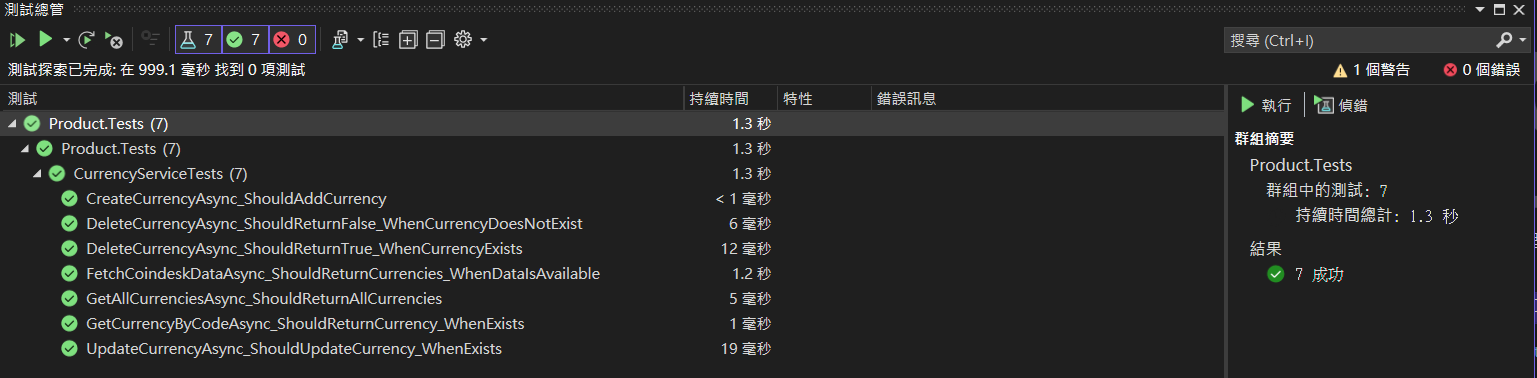 測試總管
7 7 0
搜尋 (Ctrl+I)
測試探索已完成: 在 999.1 毫秒 找到 0 項測試
1 個警告 0 個錯誤
測試 持續時間 特性 錯誤訊息
Product.Tests (7) 1.3 秒
Product.Tests (7) 1.3 秒
CurrencyServiceTests (7) 1.3 秒
CreateCurrencyAsync_ShouldAddCurrency < 1 毫秒
DeleteCurrencyAsync_ShouldReturnFalse_WhenCurrencyDoesNotExist 6 毫秒
DeleteCurrencyAsync_ShouldReturnTrue_WhenCurrencyExists 12 毫秒
FetchCoindeskDataAsync_ShouldReturnCurrencies_WhenDataIsAvailable 1.2 秒
GetAllCurrenciesAsync_ShouldReturnAllCurrencies 5 毫秒
GetCurrencyByCodeAsync_ShouldReturnCurrency_WhenExists 1 毫秒
UpdateCurrencyAsync_ShouldUpdateCurrency_WhenExists 19 毫秒
執行 偵錯
群組摘要
Product.Tests
群組中的測試: 7
持續時間總計: 1.3 秒
結果
7 成功